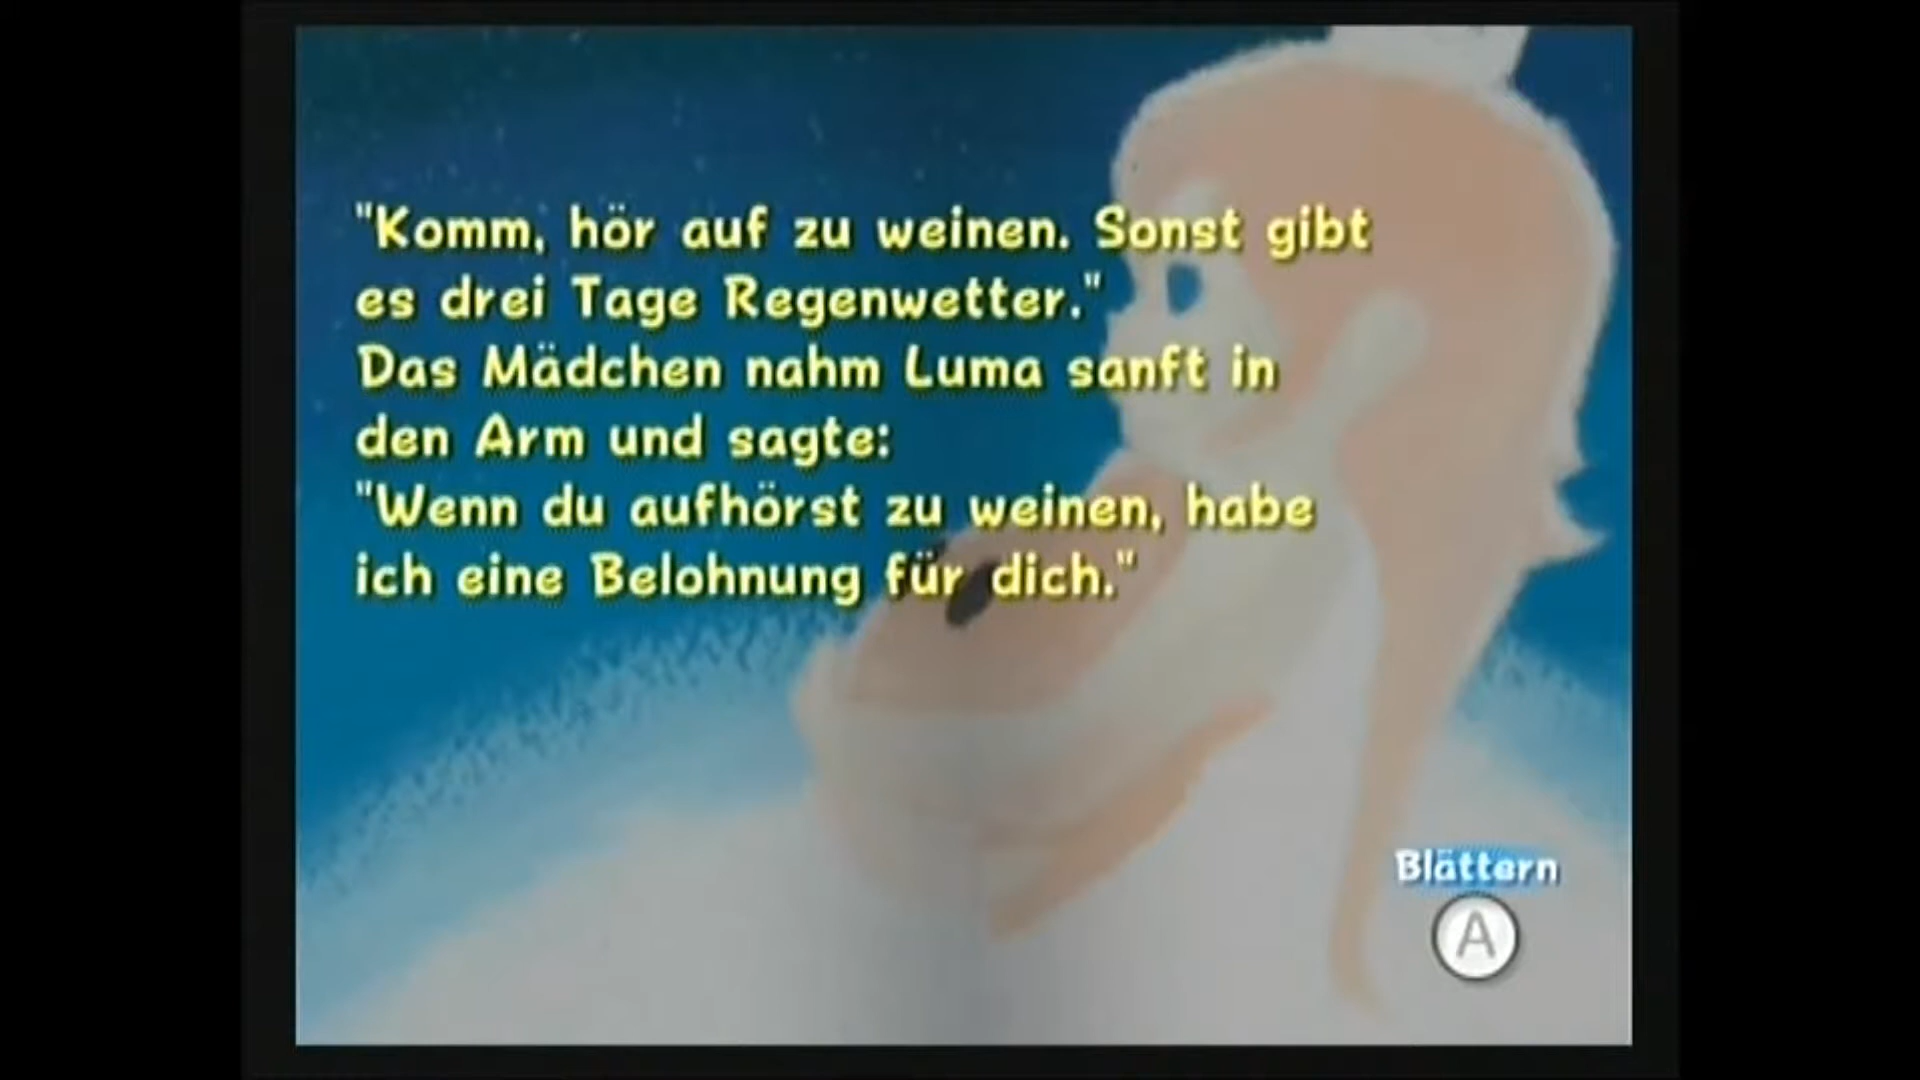 "Komm, hör auf zu weinen. Sonst gibt
es drei Tage Regenwetter."
Das Mädchen nahm Luma sanft in
den Arm und sagte:
"Wenn du aufhörst zu weinen, habe
ich eine Belohnung für dich."
Blättern
A